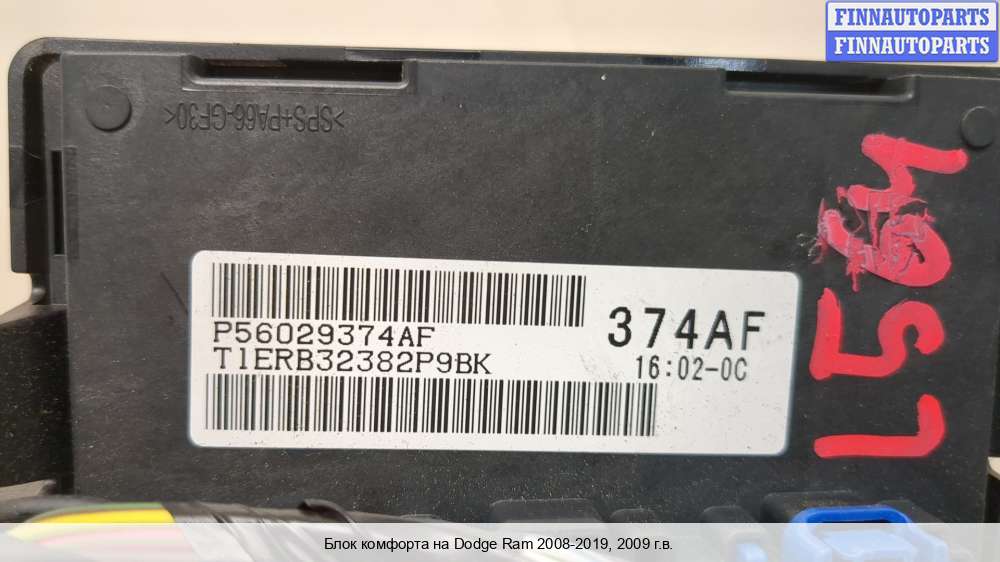 FINNAUTOPARTS
FINNAUTOPARTS
>SPS+PA66-GF30<
P56029374AF
T1ERB32382P9BK
374AF
16:02-0C
Блок комфорта на Dodge Ram 2008-2019, 2009 г.в.